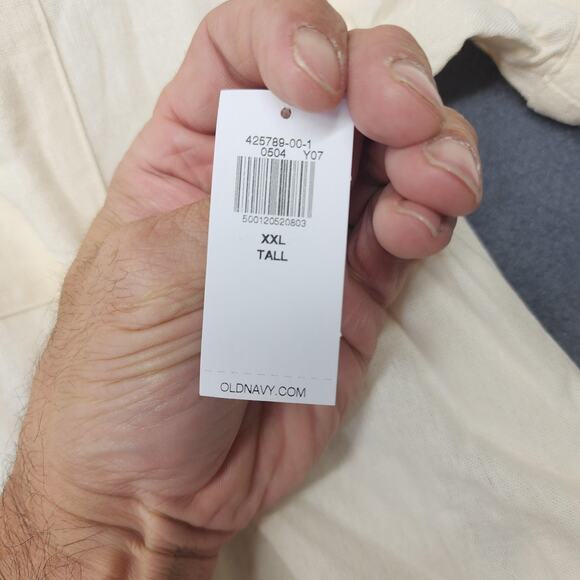 425789-00-1
0504 Y07
500120520803
XXL
TALL
OLDNAVY.COM